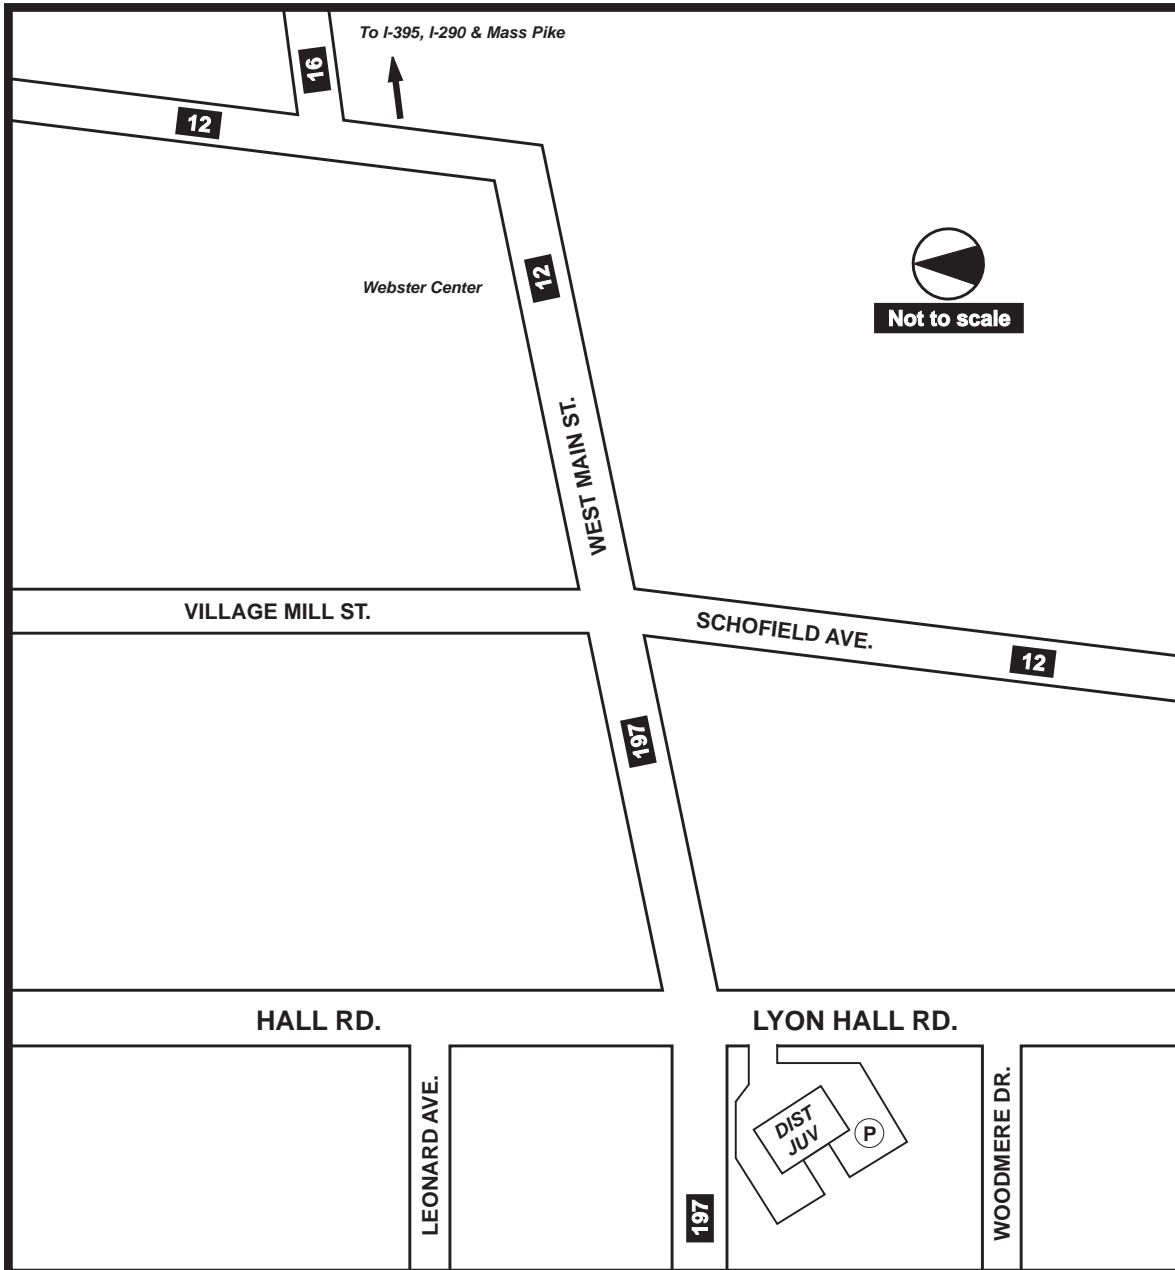 To I-395, I-290 & Mass Pike
16
12
12
Webster Center
Not to scale
WEST MAIN ST.
VILLAGE MILL ST.
SCHOFIELD AVE.
12
197
HALL RD.
LYON HALL RD.
LEONARD AVE.
DIST
JUV
P
WOODMERE DR.
197